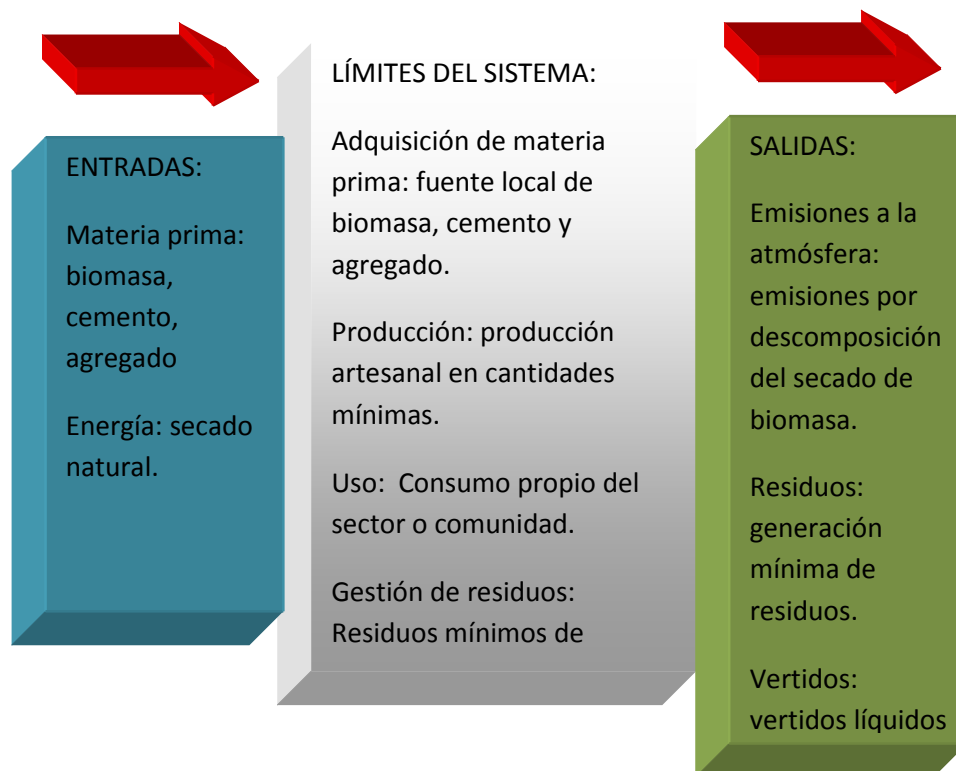 ENTRADAS:
Materia prima:
biomasa,
cemento,
agregado
Energía: secado
natural.
LÍMITES DEL SISTEMA:
Adquisición de materia
prima: fuente local de
biomasa, cemento y
agregado.
Producción: producción
artesanal en cantidades
mínimas.
Uso:  Consumo propio del
sector o comunidad.
Gestión de residuos:
Residuos mínimos de
SALIDAS:
Emisiones a la
atmósfera:
emisiones por
descomposición
del secado de
biomasa.
Residuos:
generación
mínima de
residuos.
Vertidos:
vertidos líquidos